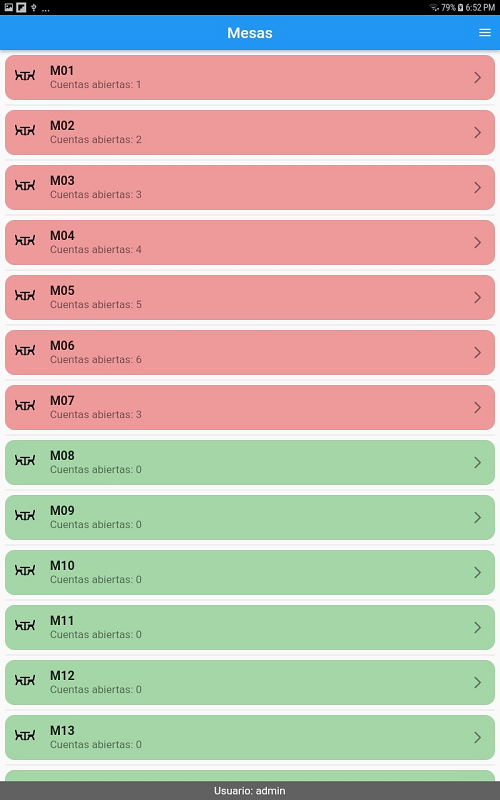 ... 79% 6:52 PM
Mesas
M01
Cuentas abiertas: 1
M02
Cuentas abiertas: 2
M03
Cuentas abiertas: 3
M04
Cuentas abiertas: 4
M05
Cuentas abiertas: 5
M06
Cuentas abiertas: 6
M07
Cuentas abiertas: 3
M08
Cuentas abiertas: 0
M09
Cuentas abiertas: 0
M10
Cuentas abiertas: 0
M11
Cuentas abiertas: 0
M12
Cuentas abiertas: 0
M13
Cuentas abiertas: 0
Usuario: admin